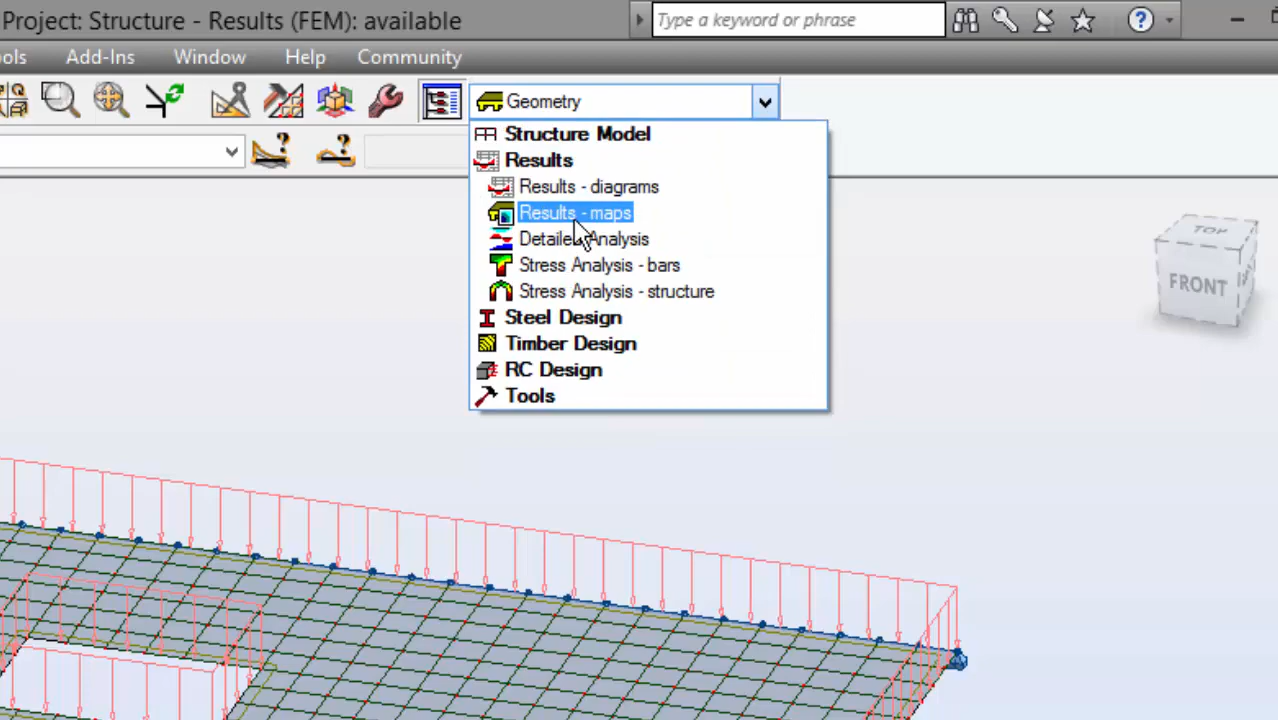 Project: Structure - Results (FEM): available
Type a keyword or phrase
Add-Ins Window Help Community
Geometry
Structure Model
Results
Results - diagrams
Results - maps
Detailed Analysis
Stress Analysis - bars
Stress Analysis - structure
Steel Design
Timber Design
RC Design
Tools
TOP
FRONT